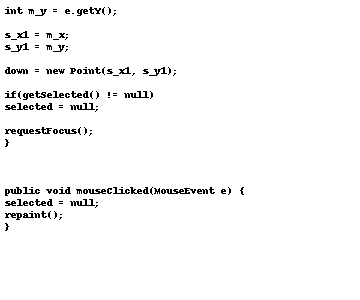 int m_y = e.getY();
s_x1 = m_x;
s_y1 = m_y;
down = new Point(s_x1, s_y1);
if(getSelected() != null)
selected = null;
requestFocus();
}
public void mouseClicked(MouseEvent e) {
selected = null;
repaint();
}